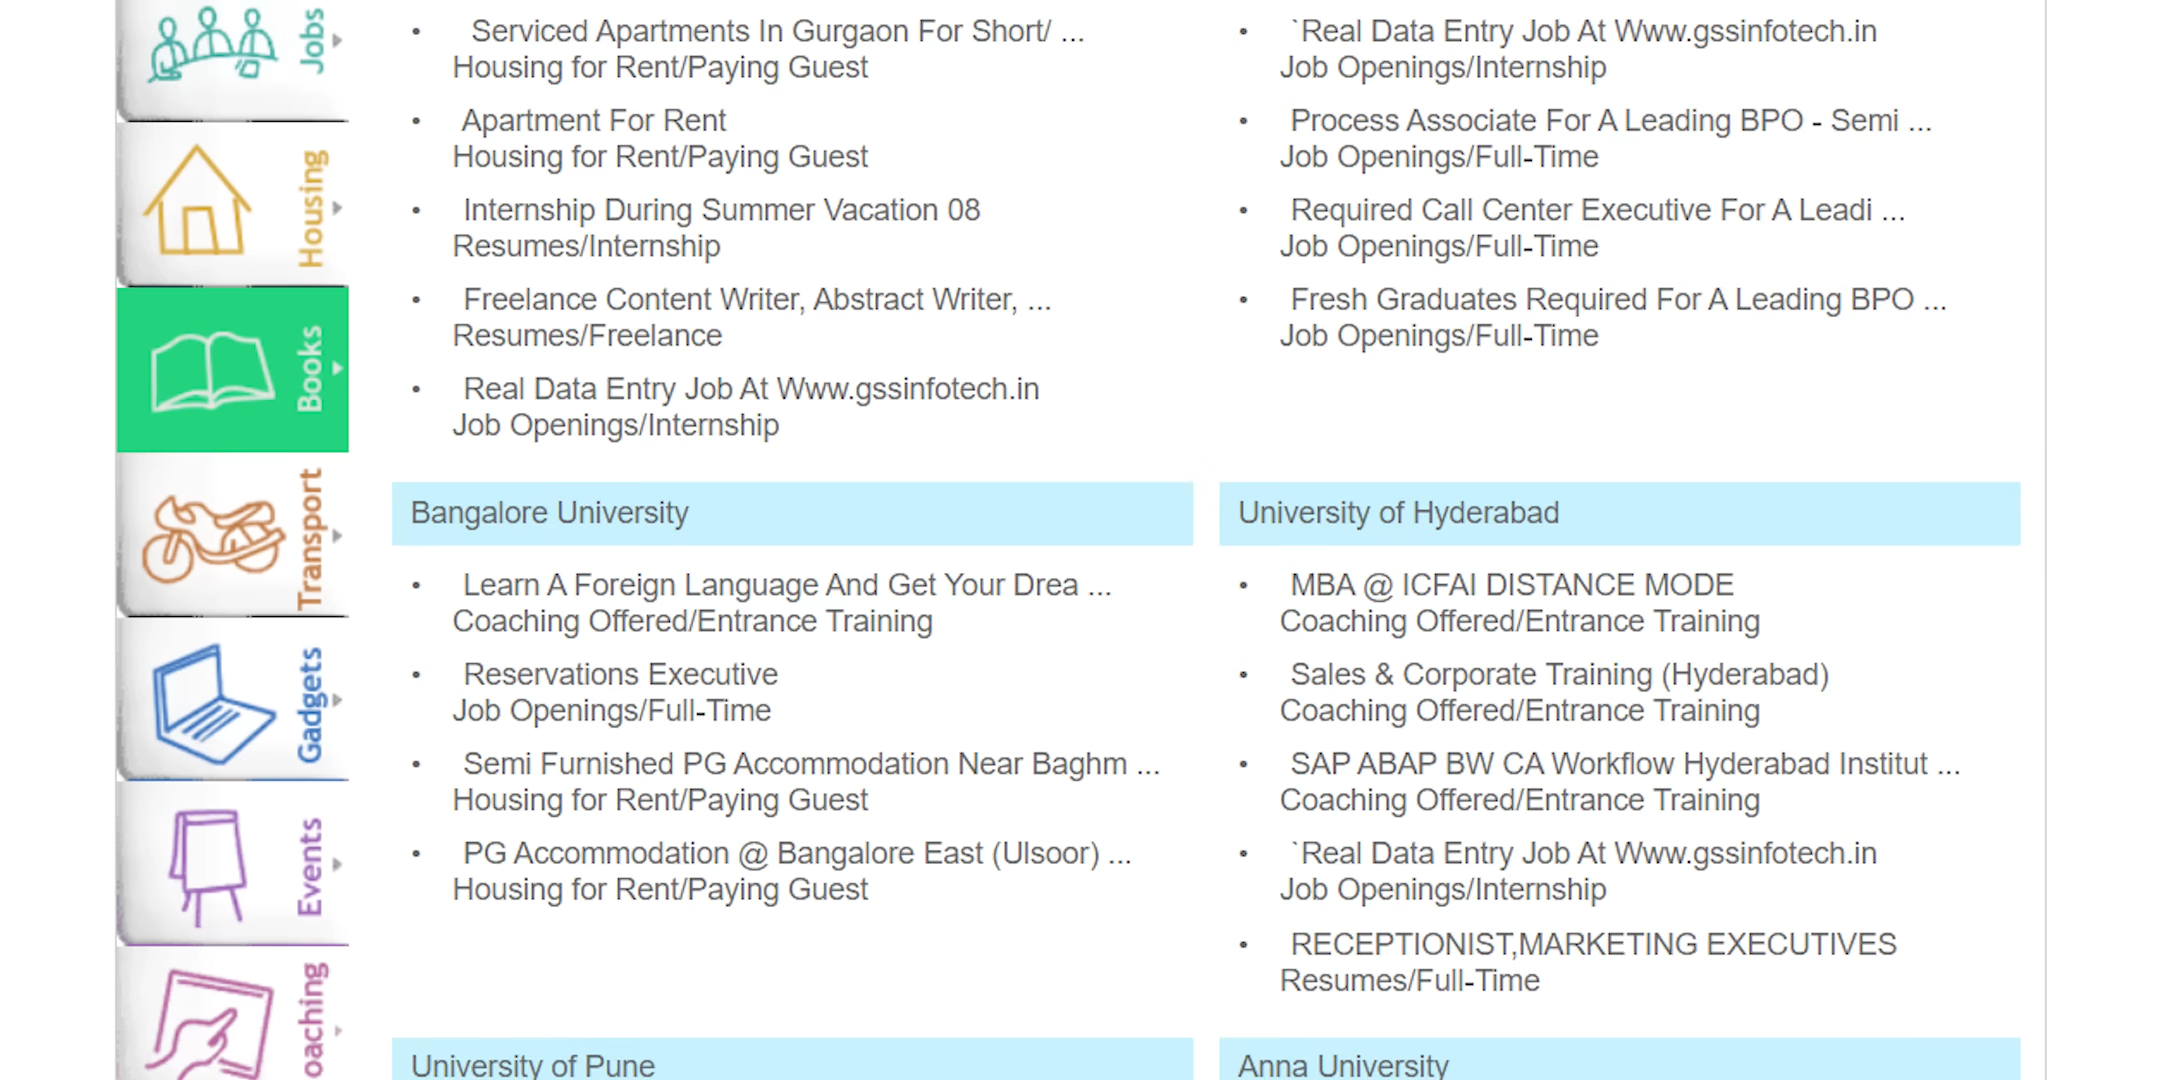 Jobs
Housing
Books
Transport
Gadgets
Events
oaching
Serviced Apartments In Gurgaon For Short/ ...
Housing for Rent/Paying Guest
Apartment For Rent
Housing for Rent/Paying Guest
Internship During Summer Vacation 08
Resumes/Internship
Freelance Content Writer, Abstract Writer, ...
Resumes/Freelance
Real Data Entry Job At Www.gssinfotech.in
Job Openings/Internship
`Real Data Entry Job At Www.gssinfotech.in
Job Openings/Internship
Process Associate For A Leading BPO - Semi ...
Job Openings/Full-Time
Required Call Center Executive For A Leadi ...
Job Openings/Full-Time
Fresh Graduates Required For A Leading BPO ...
Job Openings/Full-Time
Bangalore University
Learn A Foreign Language And Get Your Drea ...
Coaching Offered/Entrance Training
Reservations Executive
Job Openings/Full-Time
Semi Furnished PG Accommodation Near Baghm ...
Housing for Rent/Paying Guest
PG Accommodation @ Bangalore East (Ulsoor) ...
Housing for Rent/Paying Guest
University of Hyderabad
MBA @ ICFAI DISTANCE MODE
Coaching Offered/Entrance Training
Sales & Corporate Training (Hyderabad)
Coaching Offered/Entrance Training
SAP ABAP BW CA Workflow Hyderabad Institut ...
Coaching Offered/Entrance Training
`Real Data Entry Job At Www.gssinfotech.in
Job Openings/Internship
RECEPTIONIST,MARKETING EXECUTIVES
Resumes/Full-Time
University of Pune
Anna University